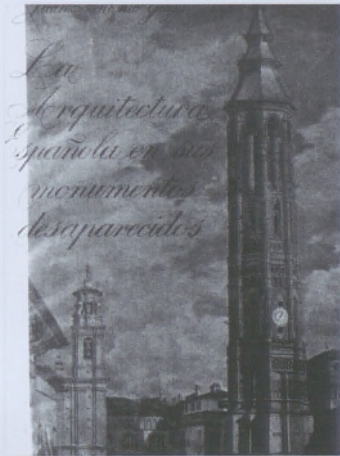 La
Arquitectura
Española en sus
monumentos
desaparecidos